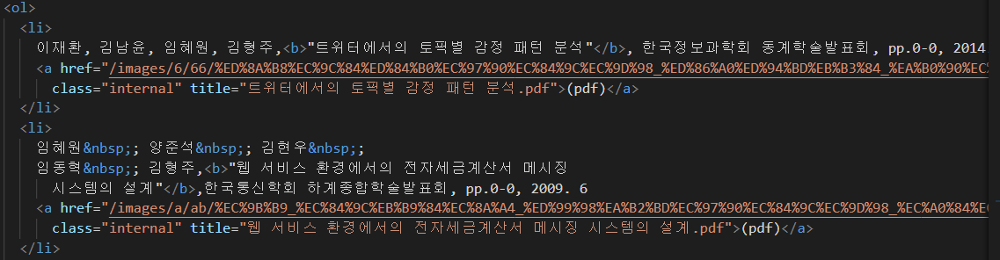 <ol>
<li>
이재환, 김남윤, 임혜원, 김형주,<b>"트위터에서의 토픽별 감정 패턴 분석"</b>, 한국정보과학회 동계학술발표회, pp.0-0, 2014
<a href="/images/6/66/%ED%8A%B8%EC%9C%84%ED%84%B0%EC%97%90%EC%84%9C%EC%9D%98_%ED%86%A0%ED%94%BD%EB%B3%84_%EA%B0%90%EC%
class="internal" title="트위터에서의 토픽별 감정 패턴 분석.pdf">(pdf)</a>
</li>
<li>
임혜원&nbsp;; 양준석&nbsp;; 김현우&nbsp;;
임동혁&nbsp;; 김형주,<b>"웹 서비스 환경에서의 전자세금계산서 메시징
시스템의 설계"</b>,한국통신학회 하계종합학술발표회, pp.0-0, 2009. 6
<a href="/images/a/ab/%EC%9B%B9_%EC%84%9C%EB%B9%84%EC%8A%A4_%ED%99%98%EA%B2%BD%EC%97%90%EC%84%9C%EC%9D%98_%EC%A0%84%E
class="internal" title="웹 서비스 환경에서의 전자세금계산서 메시징 시스템의 설계.pdf">(pdf)</a>
</li>